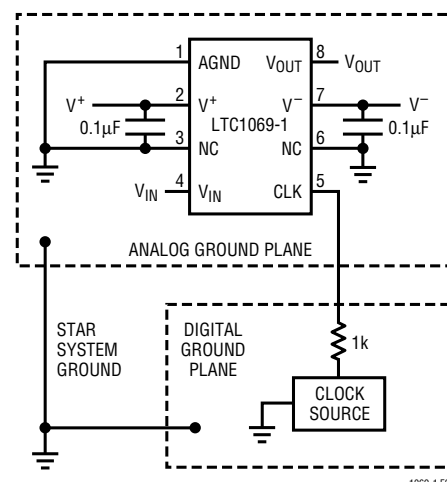 1
AGND
VOUT
8
VOUT
V+
2
V+
V−
7
V−
0.1µF
LTC1069-1
0.1µF
3
NC
NC
6
VIN
4
VIN
CLK
5
ANALOG GROUND PLANE
STAR
SYSTEM
GROUND
DIGITAL
GROUND
PLANE
1k
CLOCK
SOURCE